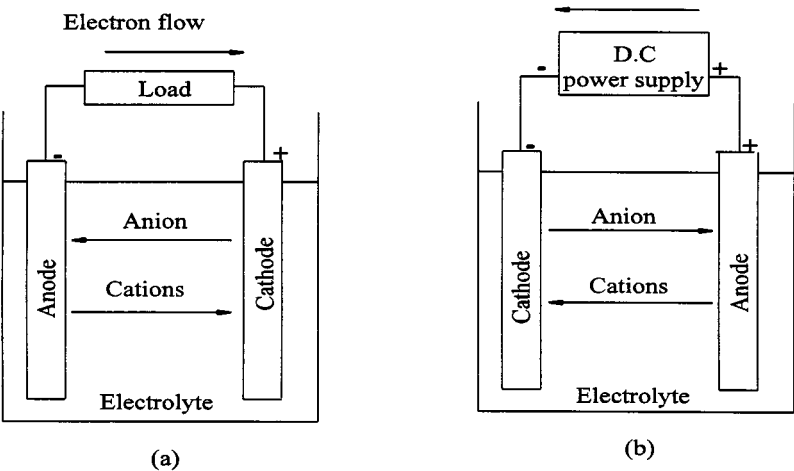 Electron flow
Load
- +
Anion
Cations
Anode
Cathode
Electrolyte
(a)
D.C
power supply
- +
- +
Anion
Cations
Cathode
Anode
Electrolyte
(b)